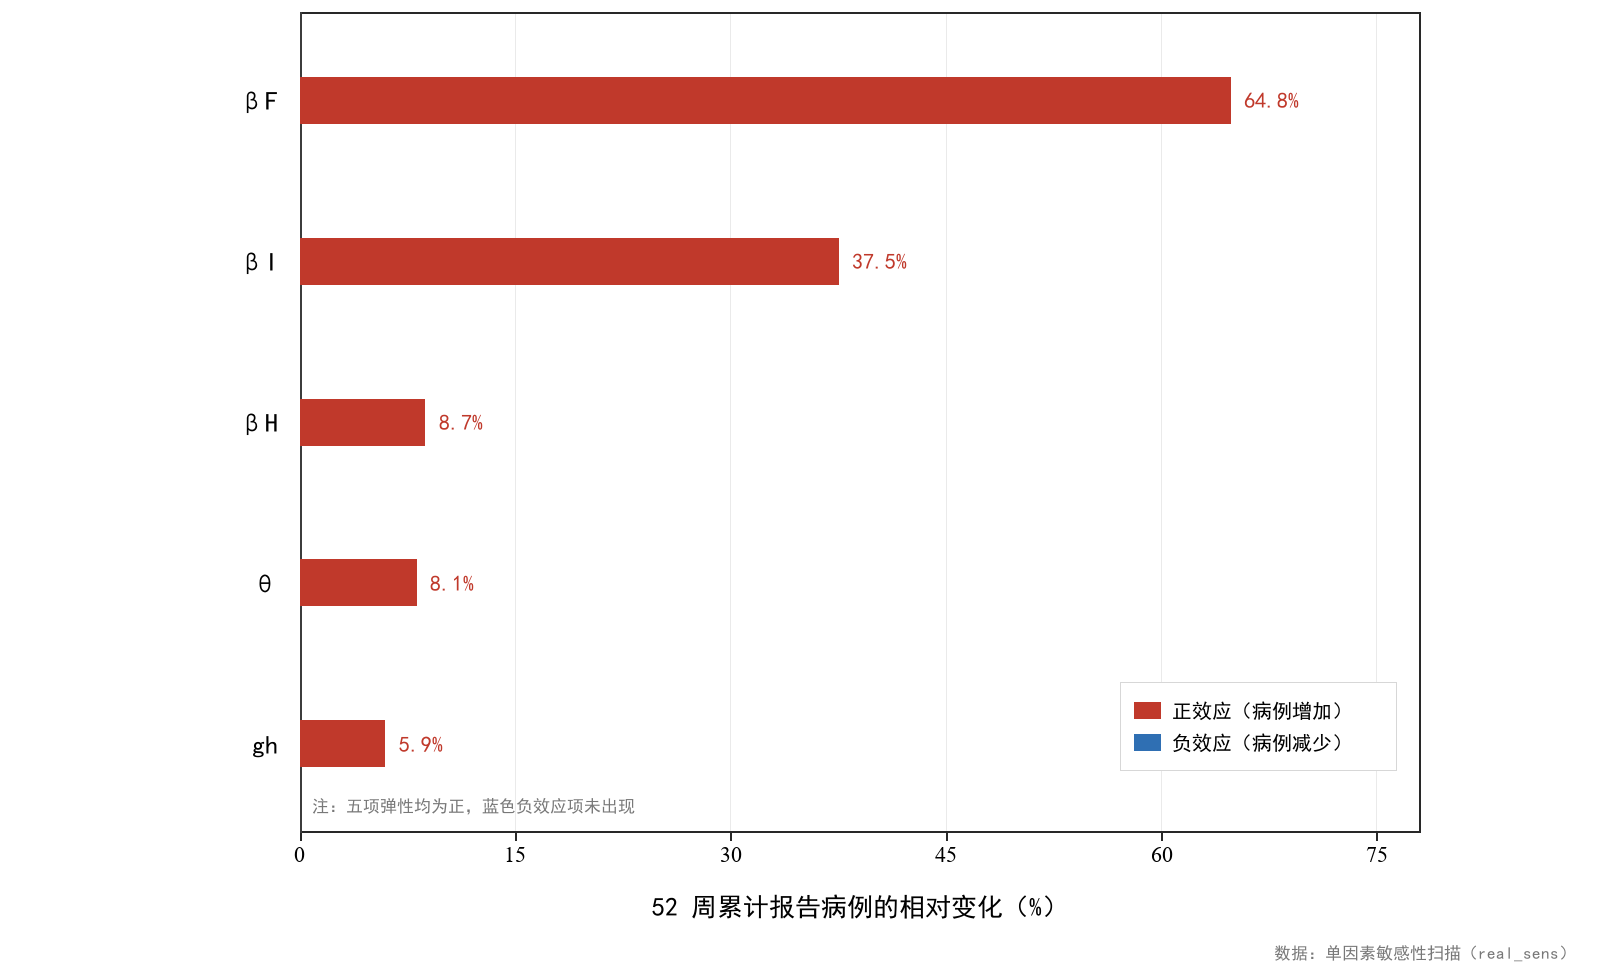 β F
64.8%
β I
37.5%
β H
8.7%
θ
8.1%
gh
5.9%
正效应（病例增加）
负效应（病例减少）
注：五项弹性均为正，蓝色负效应项未出现
0 15 30 45 60 75
52 周累计报告病例的相对变化（%）
数据：单因素敏感性扫描（real_sens）